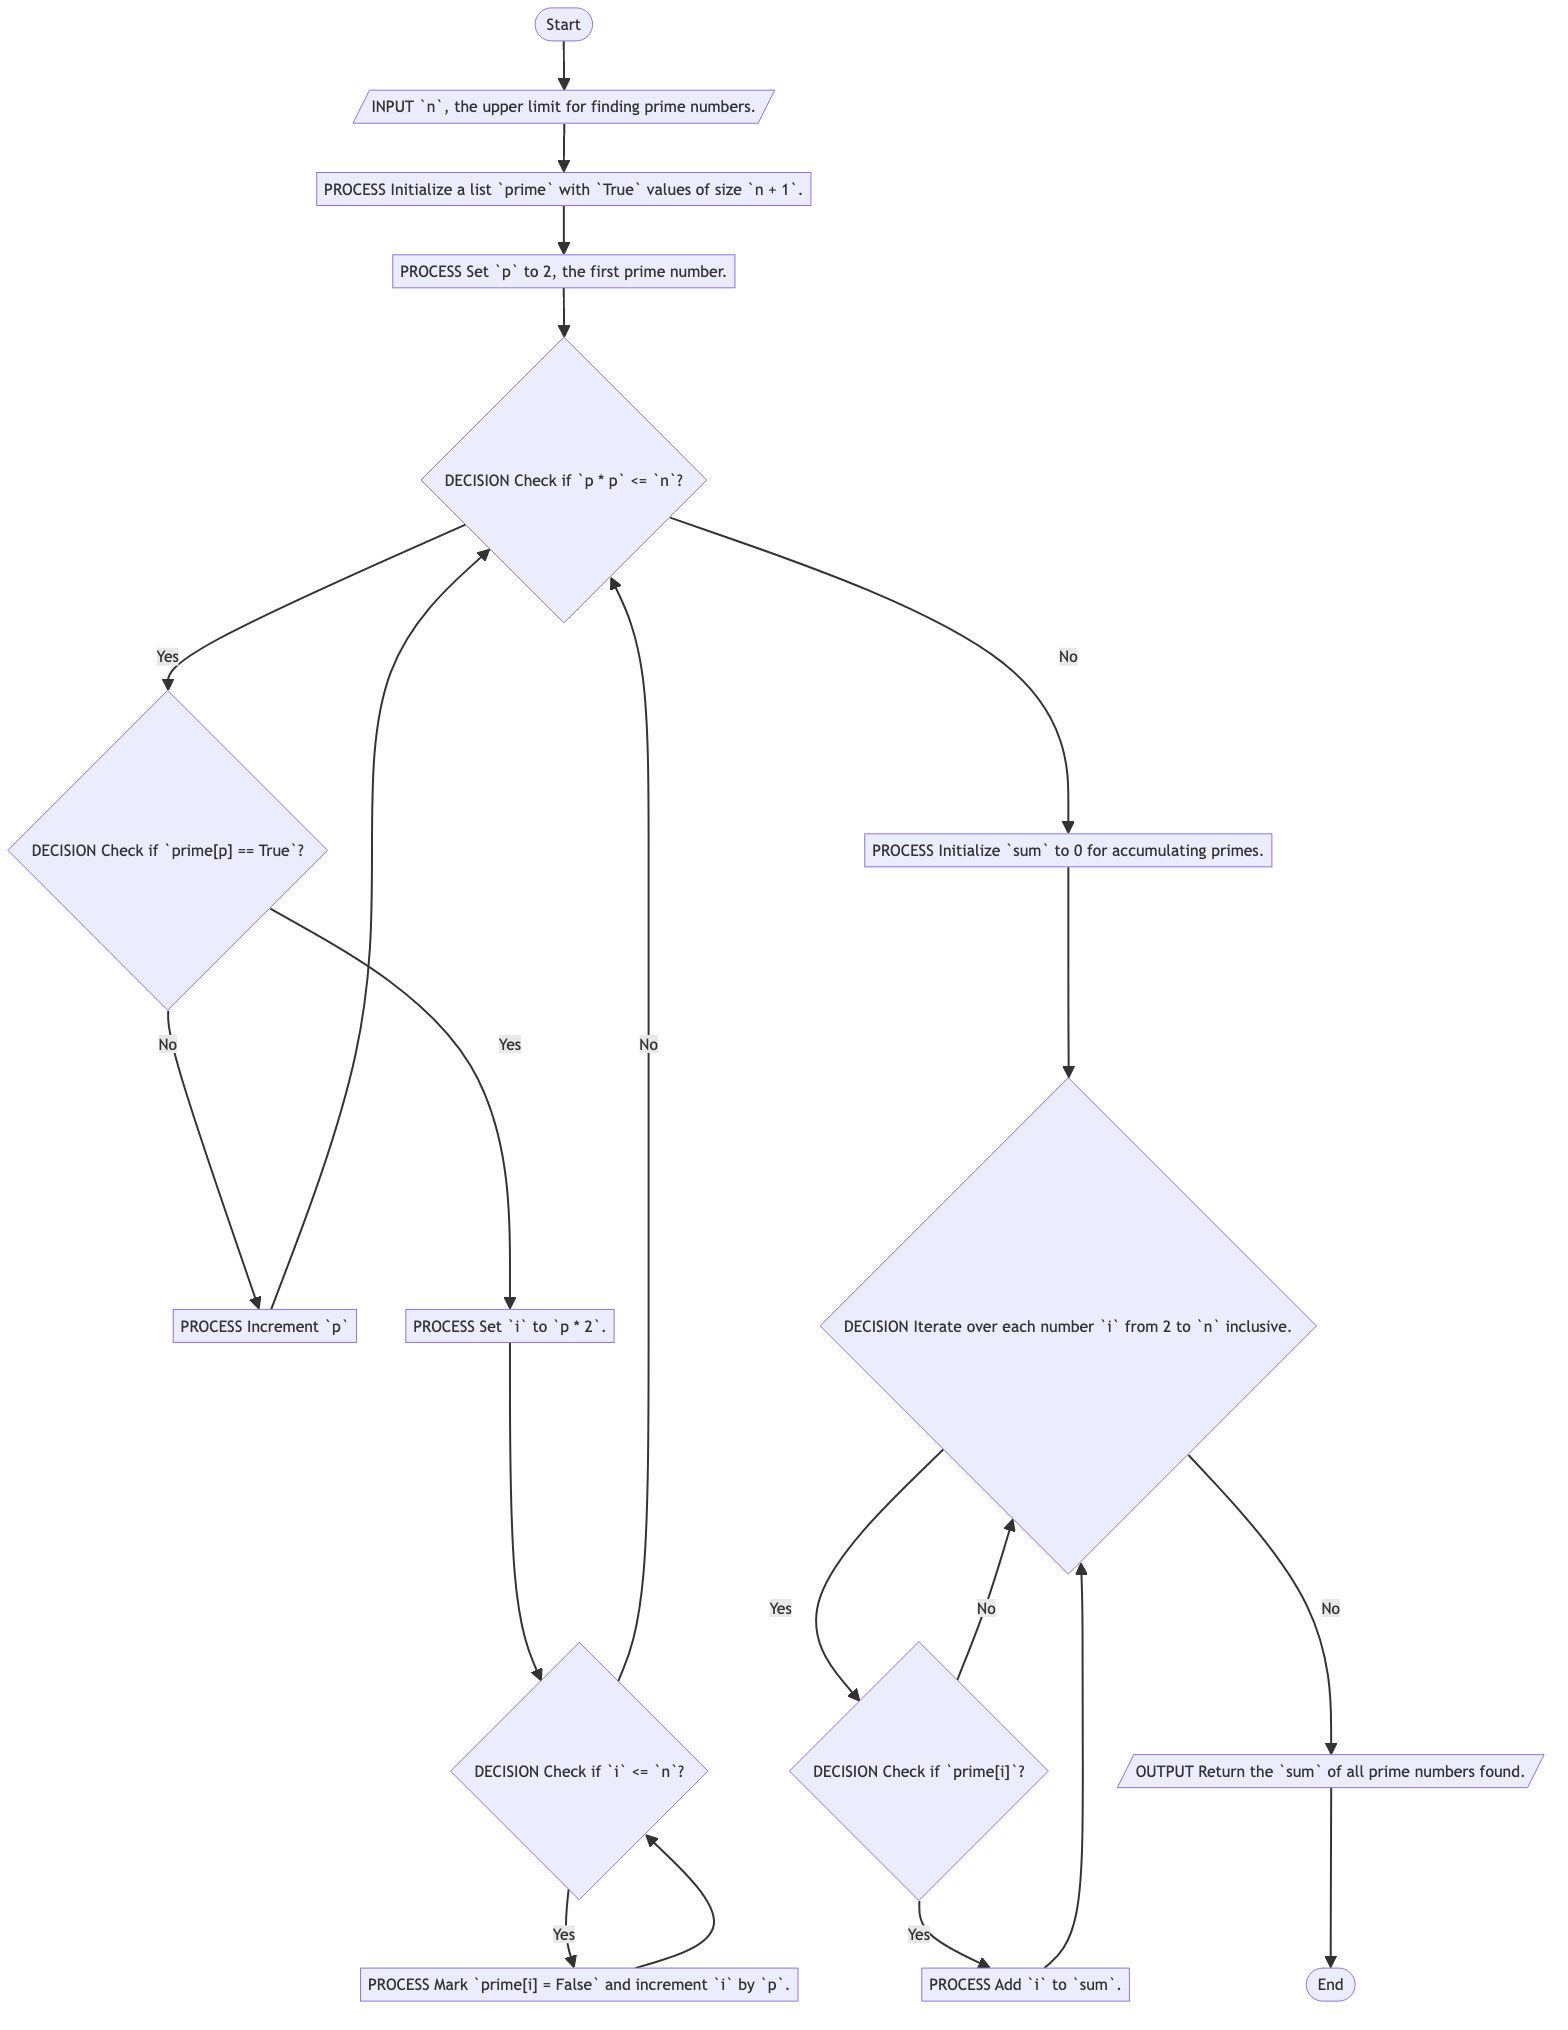 Start
INPUT `n`, the upper limit for finding prime numbers.
PROCESS Initialize a list `prime` with `True` values of size `n + 1`.
PROCESS Set `p` to 2, the first prime number.
DECISION Check if `p * p` <= `n`?
Yes
No
DECISION Check if `prime[p] == True`?
PROCESS Initialize `sum` to 0 for accumulating primes.
No
Yes
No
PROCESS Increment `p`
PROCESS Set `i` to `p * 2`.
DECISION Iterate over each number `i` from 2 to `n` inclusive.
Yes
No
No
DECISION Check if `i` <= `n`?
DECISION Check if `prime[i]`?
OUTPUT Return the `sum` of all prime numbers found.
Yes
Yes
PROCESS Mark `prime[i] = False` and increment `i` by `p`.
PROCESS Add `i` to `sum`.
End